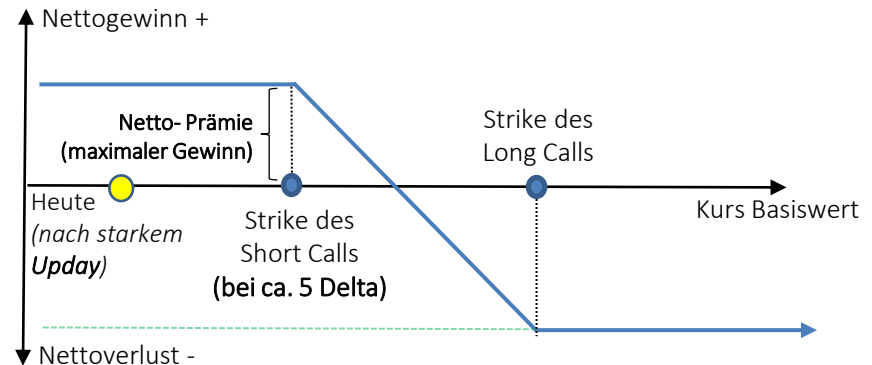 Nettogewinn +
Netto- Prämie
(maximaler Gewinn)
Strike des
Long Calls
Heute
(nach starkem
Upday)
Strike des
Short Calls
(bei ca. 5 Delta)
Kurs Basiswert
Nettoverlust -